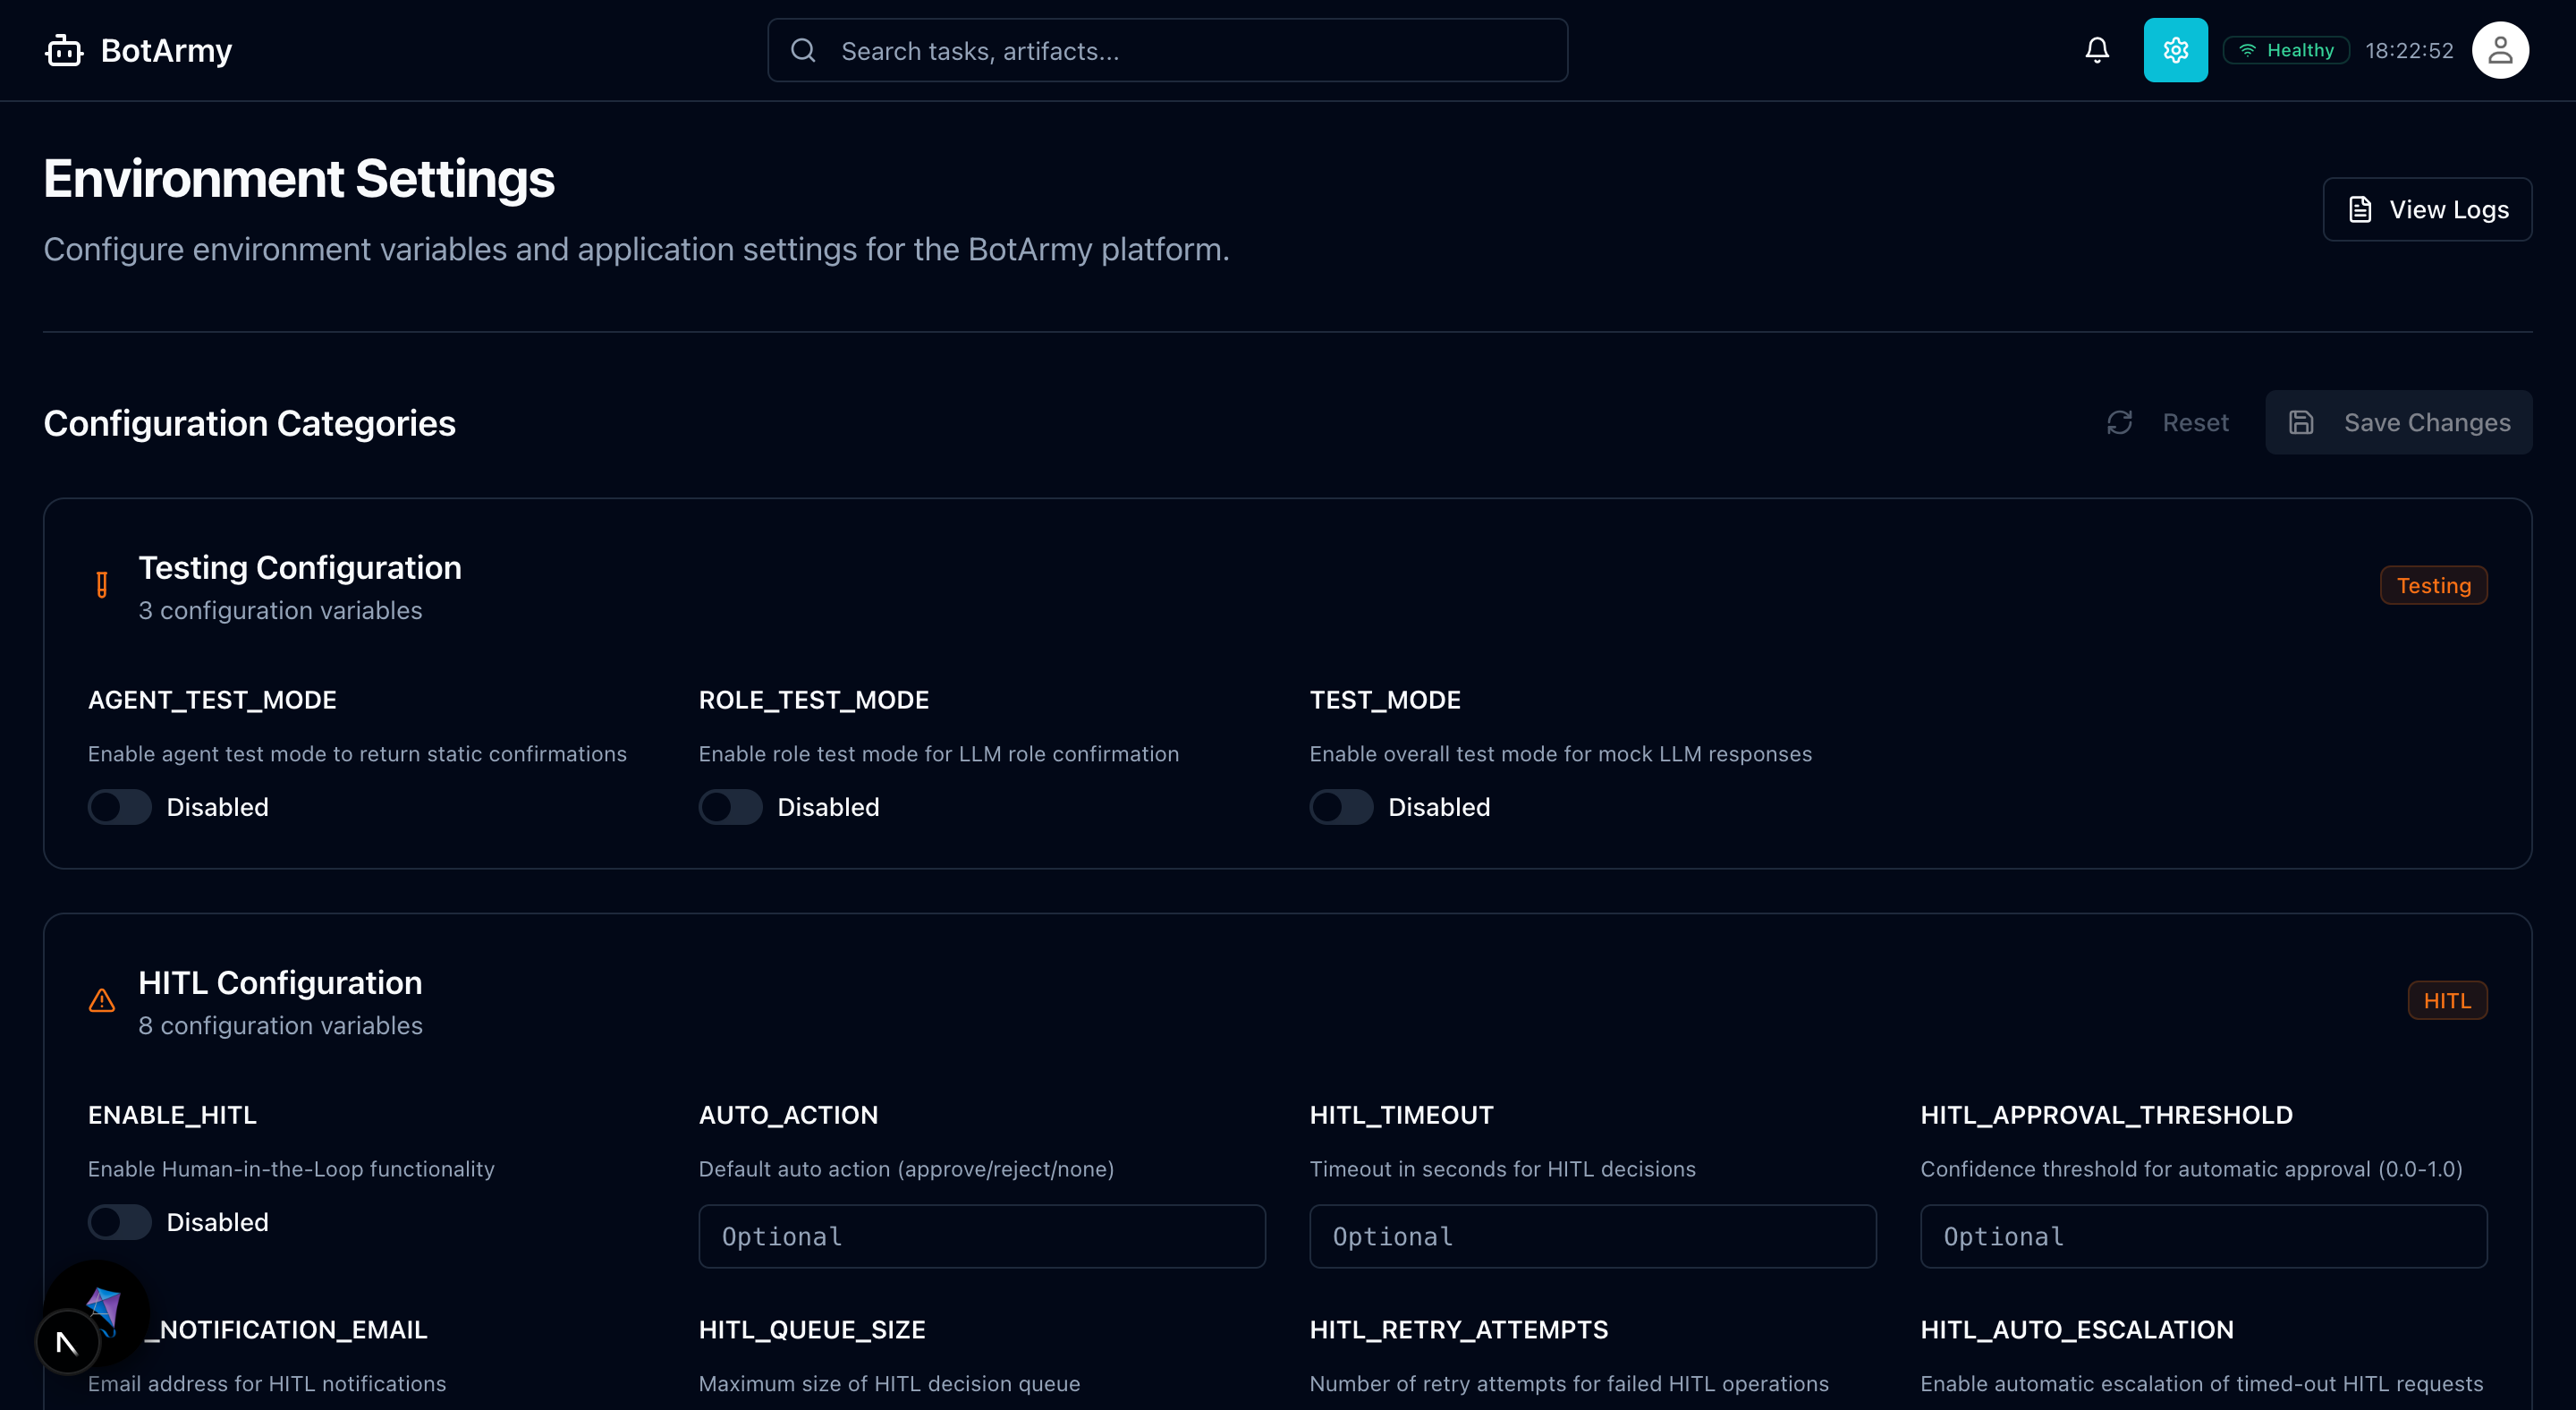 BotArmy
Search tasks, artifacts...
Healthy
18:22:52
Environment Settings
Configure environment variables and application settings for the BotArmy platform.
View Logs
Configuration Categories
Reset
Save Changes
Testing Configuration
3 configuration variables
Testing
AGENT_TEST_MODE
Enable agent test mode to return static confirmations
Disabled
ROLE_TEST_MODE
Enable role test mode for LLM role confirmation
Disabled
TEST_MODE
Enable overall test mode for mock LLM responses
Disabled
HITL Configuration
8 configuration variables
HITL
ENABLE_HITL
Enable Human-in-the-Loop functionality
Disabled
AUTO_ACTION
Default auto action (approve/reject/none)
Optional
HITL_TIMEOUT
Timeout in seconds for HITL decisions
Optional
HITL_APPROVAL_THRESHOLD
Confidence threshold for automatic approval (0.0-1.0)
Optional
_NOTIFICATION_EMAIL
Email address for HITL notifications
HITL_QUEUE_SIZE
Maximum size of HITL decision queue
HITL_RETRY_ATTEMPTS
Number of retry attempts for failed HITL operations
HITL_AUTO_ESCALATION
Enable automatic escalation of timed-out HITL requests